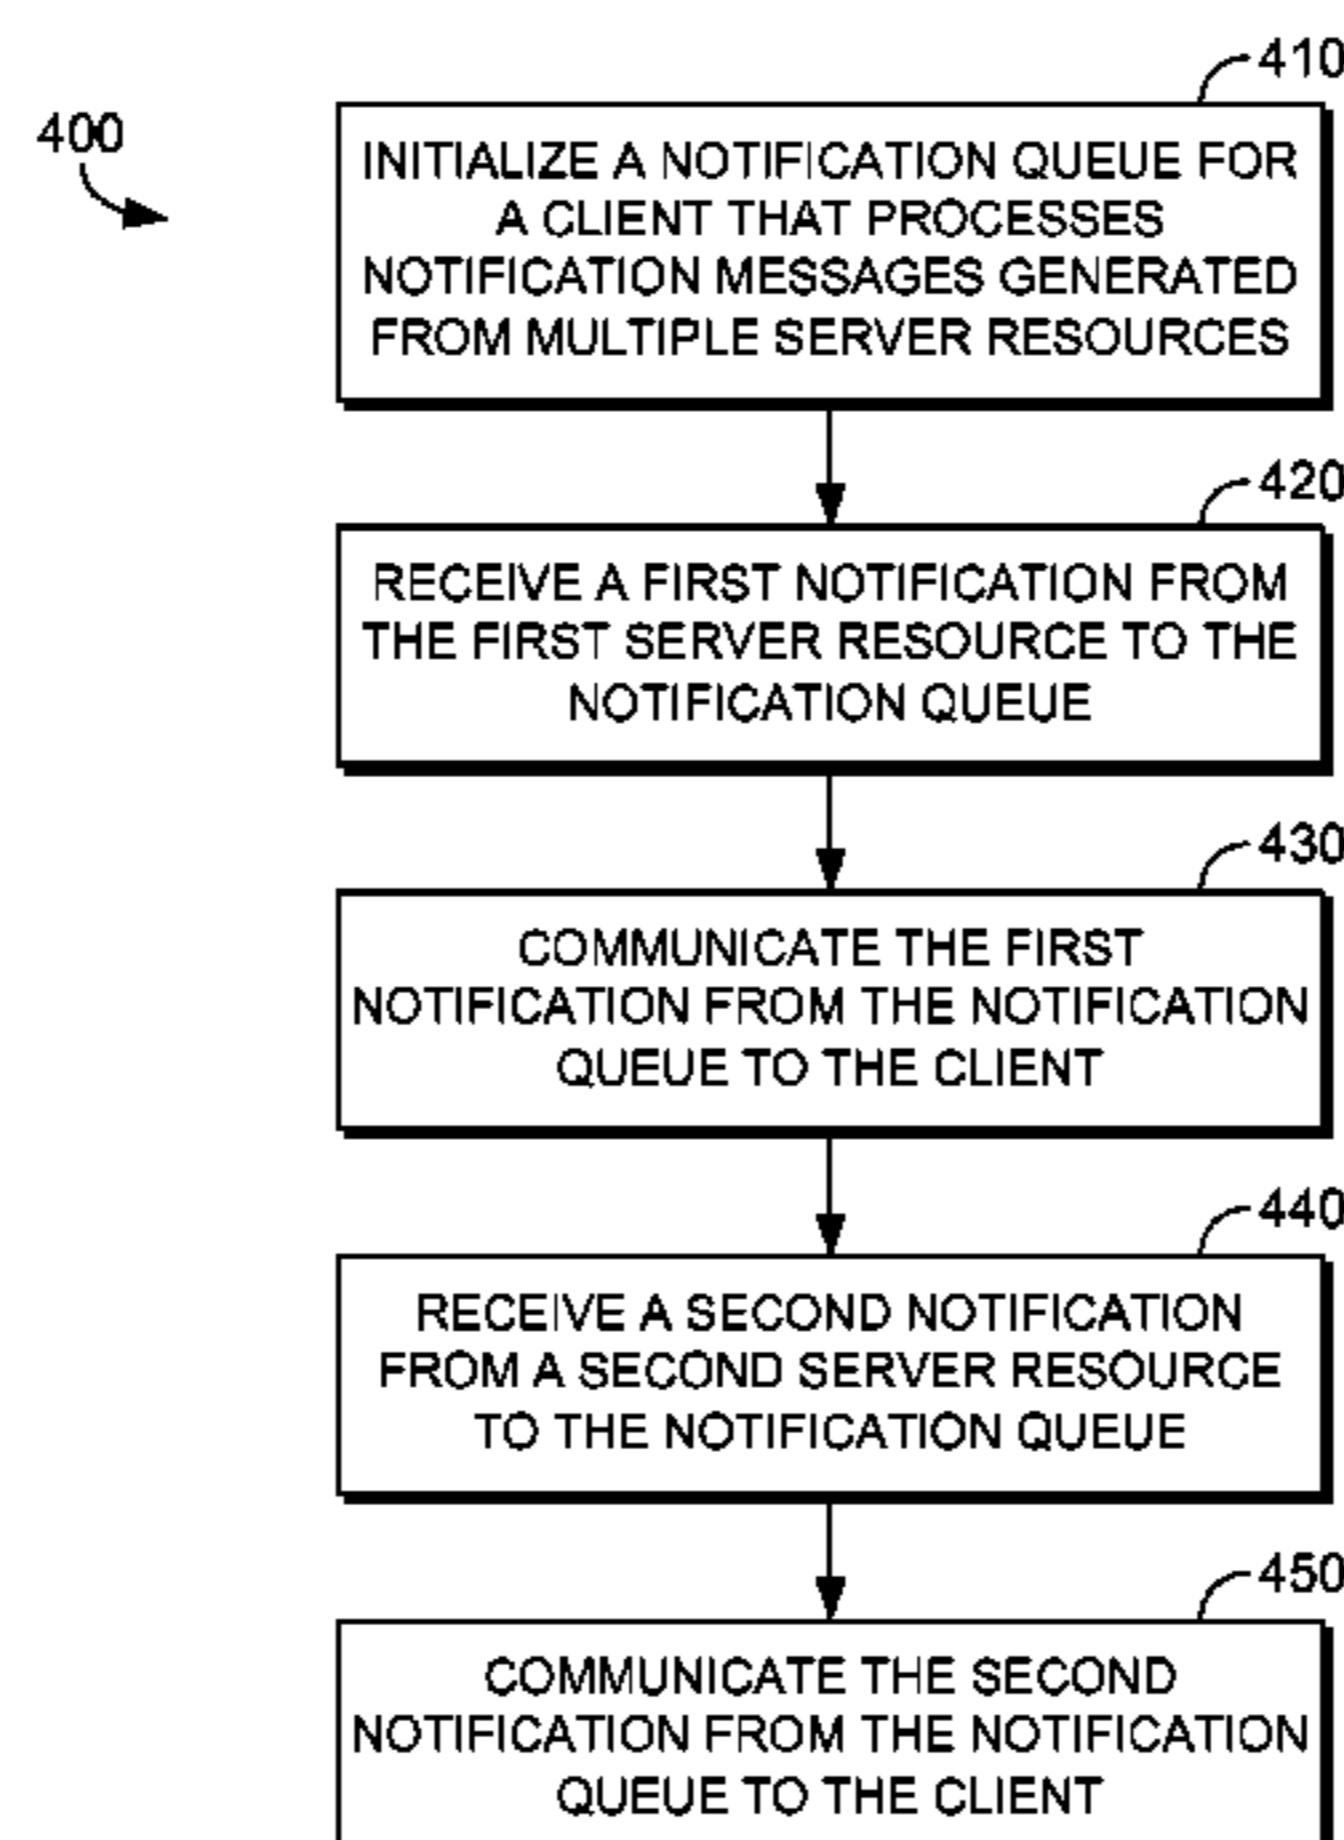 410
400
INITIALIZE A NOTIFICATION QUEUE FOR
A CLIENT THAT PROCESSES
NOTIFICATION MESSAGES GENERATED
FROM MULTIPLE SERVER RESOURCES
420
RECEIVE A FIRST NOTIFICATION FROM
THE FIRST SERVER RESOURCE TO THE
NOTIFICATION QUEUE
430
COMMUNICATE THE FIRST
NOTIFICATION FROM THE NOTIFICATION
QUEUE TO THE CLIENT
440
RECEIVE A SECOND NOTIFICATION
FROM A SECOND SERVER RESOURCE
TO THE NOTIFICATION QUEUE
450
COMMUNICATE THE SECOND
NOTIFICATION FROM THE NOTIFICATION
QUEUE TO THE CLIENT